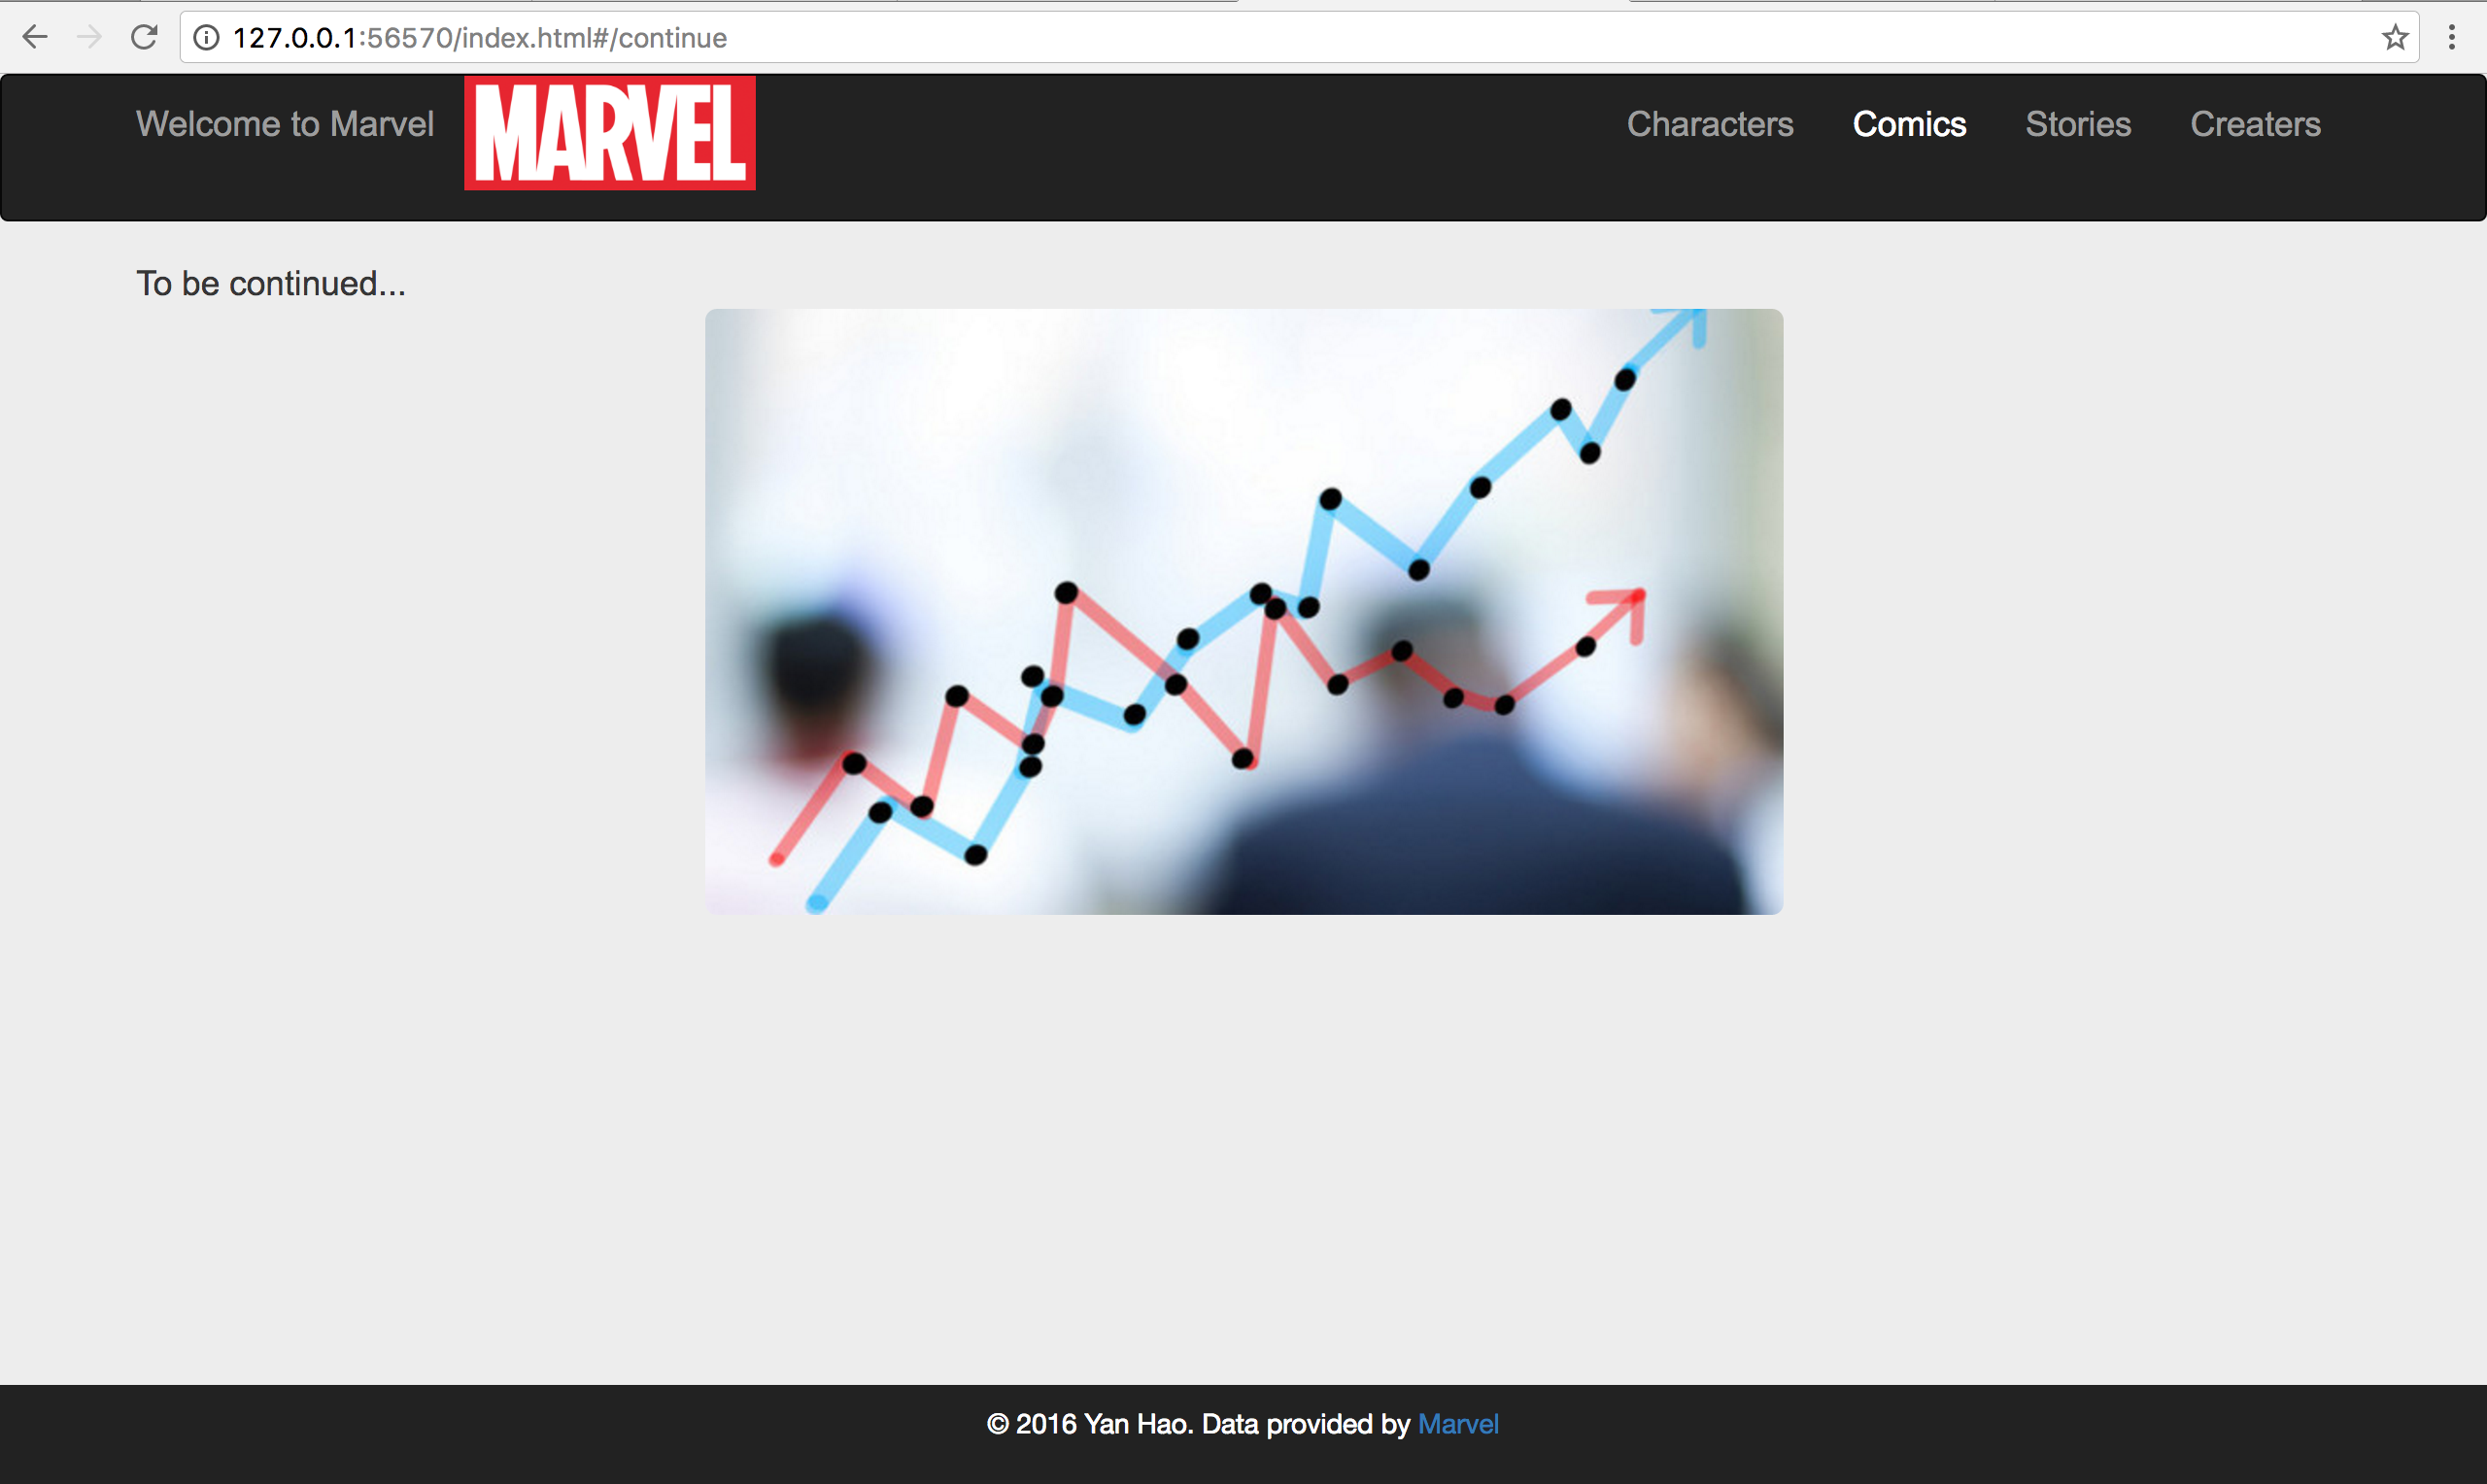 127.0.0.1:56570/index.html#/continue
Welcome to Marvel MARVEL Characters Comics Stories Creaters
To be continued...
© 2016 Yan Hao. Data provided by Marvel